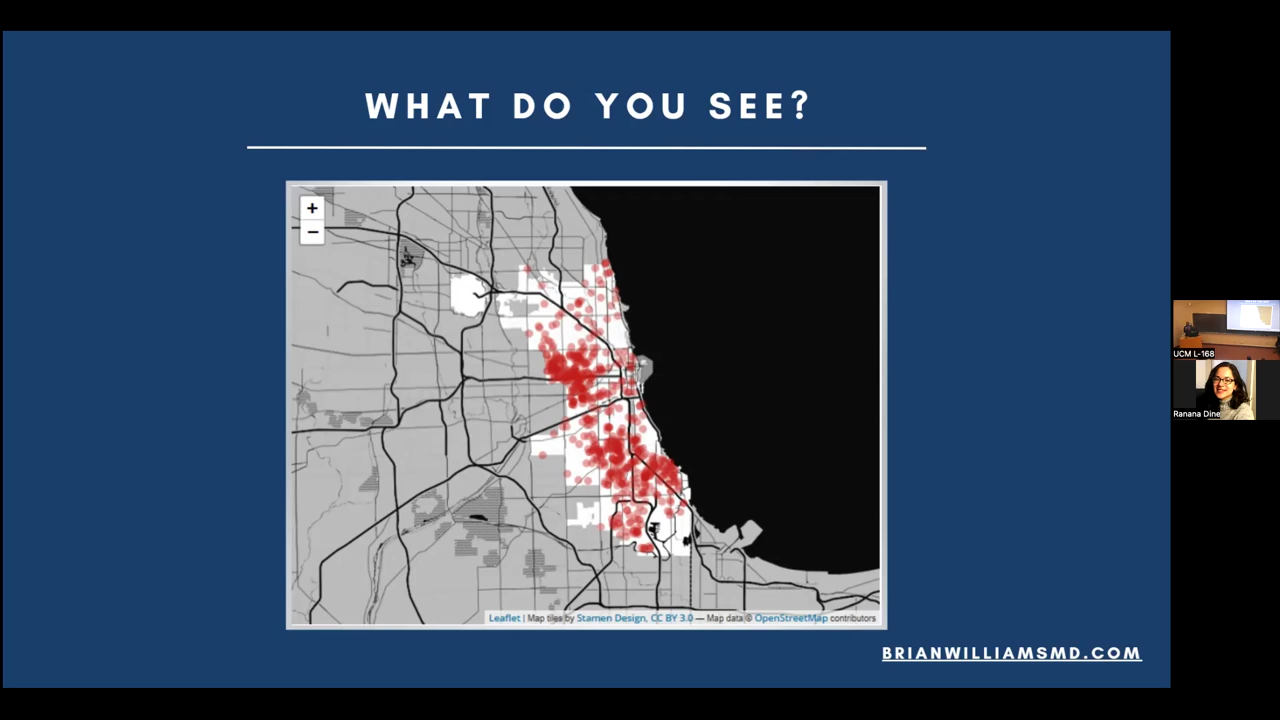 WHAT DO YOU SEE?
+
−
Leaflet | Map tiles by Stamen Design, CC BY 3.0 — Map data © OpenStreetMap contributors
BRIANWILLIAMSMD.COM
UCM L-168
Ranana Dine